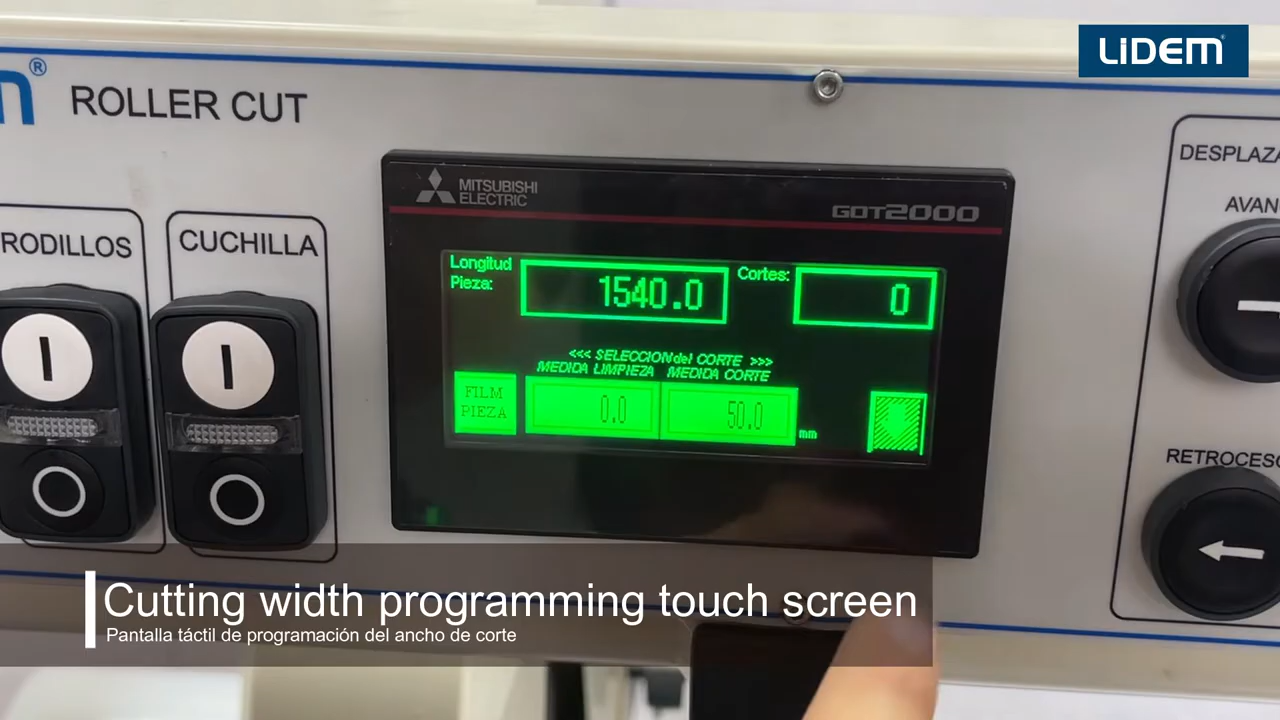 LIDEM®
m®
ROLLER CUT
MITSUBISHI
ELECTRIC
GOT2000
RODILLOS
CUCHILLA
DESPLAZA
AVAN
Longitud
Pieza:
1540.0
Cortes:
0
<<< SELECCION del CORTE >>>
MEDIDA LIMPIEZA MEDIDA CORTE
FILM
PIEZA
0.0
50.0
mm
RETROCESO
Cutting width programming touch screen
Pantalla táctil de programación del ancho de corte